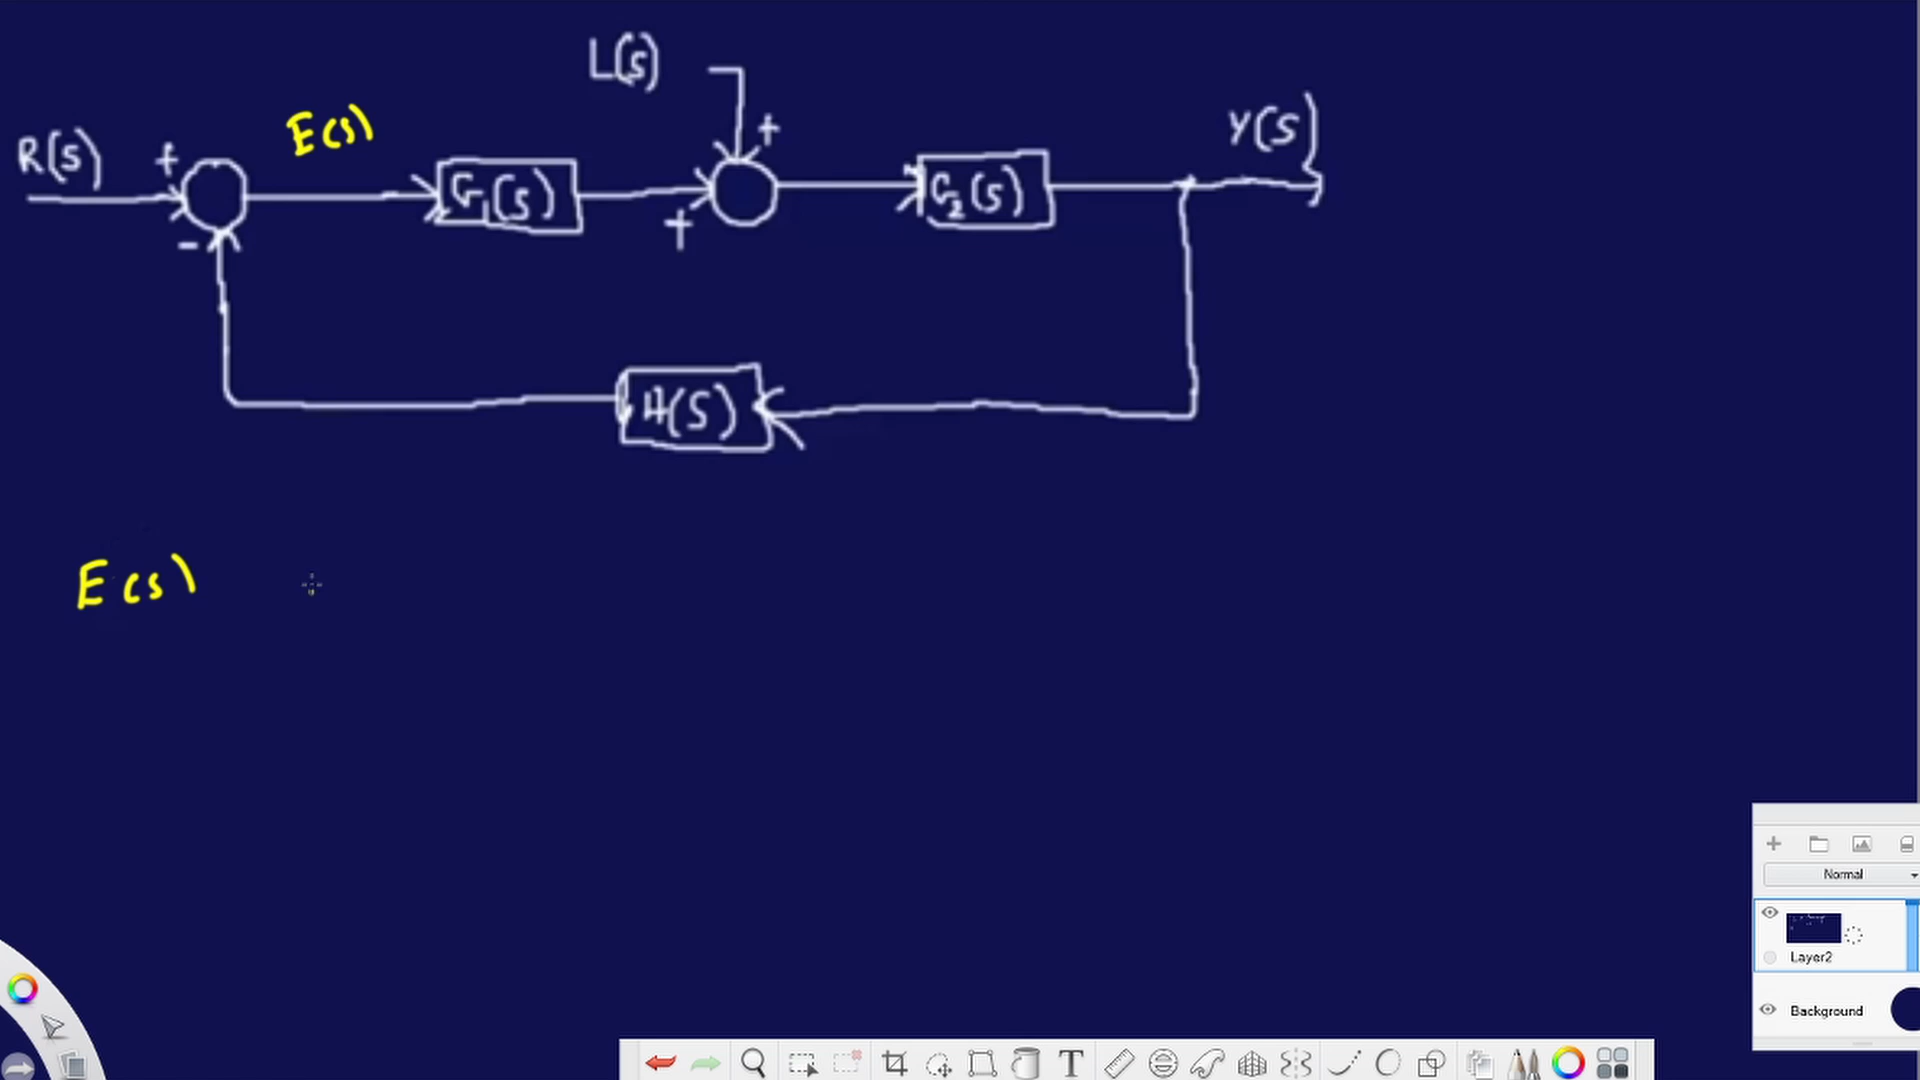 L(s)
R(s)
+
E(s)
G₁(s)
+
+
G₂(s)
Y(s)
-
H(s)
E(s)
Normal
Layer2
Background
T